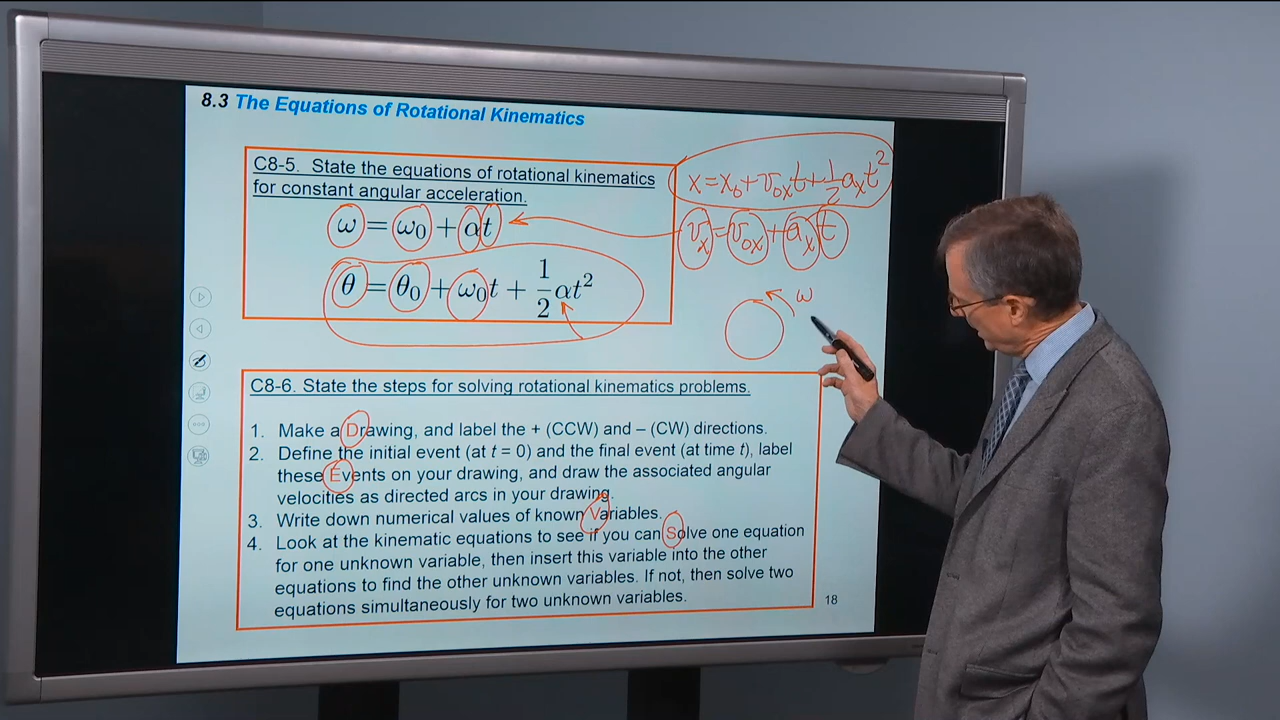 8.3 The Equations of Rotational Kinematics
C8-5. State the equations of rotational kinematics
for constant angular acceleration.
ω = ω₀ + αt
θ = θ₀ + ω₀t + 1/2 αt²
x = x₀ + v₀ₓt + 1/2 aₓt²
vₓ = v₀ₓ + aₓt
ω
C8-6. State the steps for solving rotational kinematics problems.
1. Make a Drawing, and label the + (CCW) and – (CW) directions.
2. Define the initial event (at t = 0) and the final event (at time t), label
these Events on your drawing, and draw the associated angular
velocities as directed arcs in your drawing.
3. Write down numerical values of known Variables.
4. Look at the kinematic equations to see if you can Solve one equation
for one unknown variable, then insert this variable into the other
equations to find the other unknown variables. If not, then solve two
equations simultaneously for two unknown variables.
18